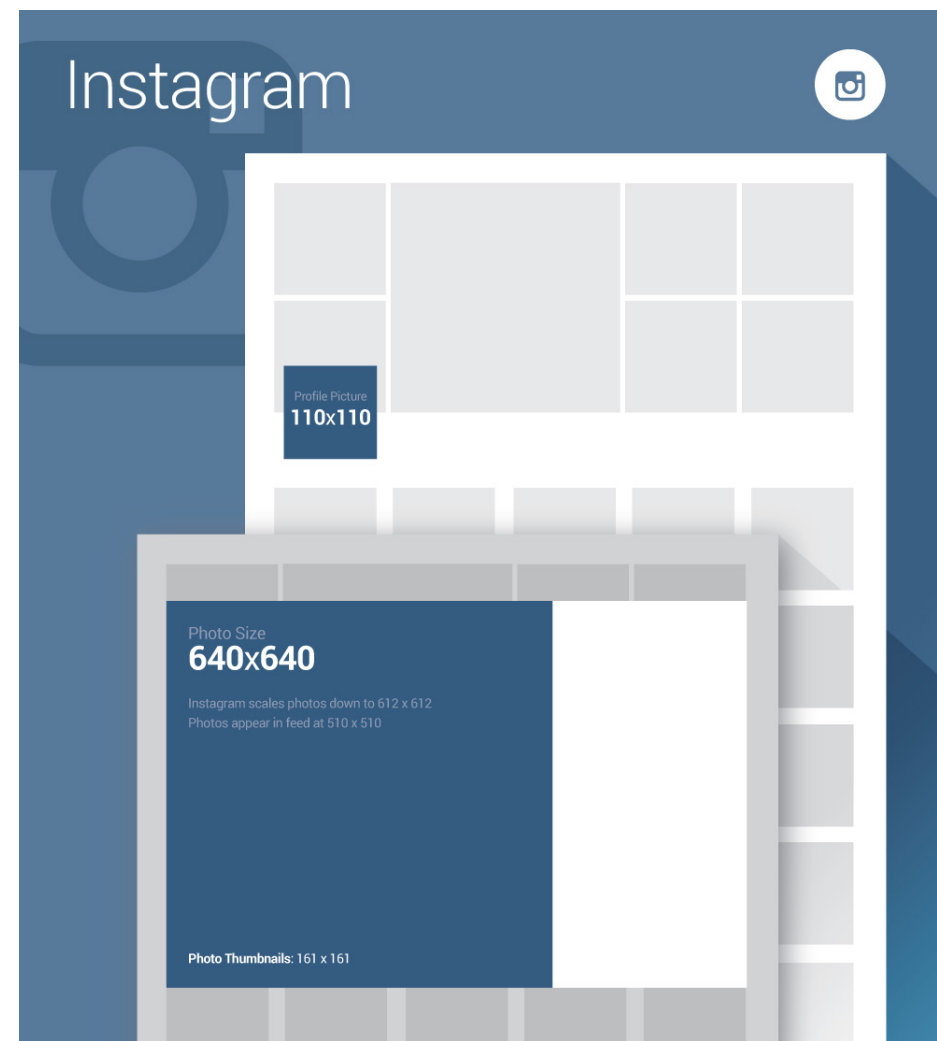 Instagram
Profile Picture
110x110
Photo Size
640x640
Instagram scales photos down to 612 x 612
Photos appear in feed at 510 x 510
Photo Thumbnails: 161 x 161